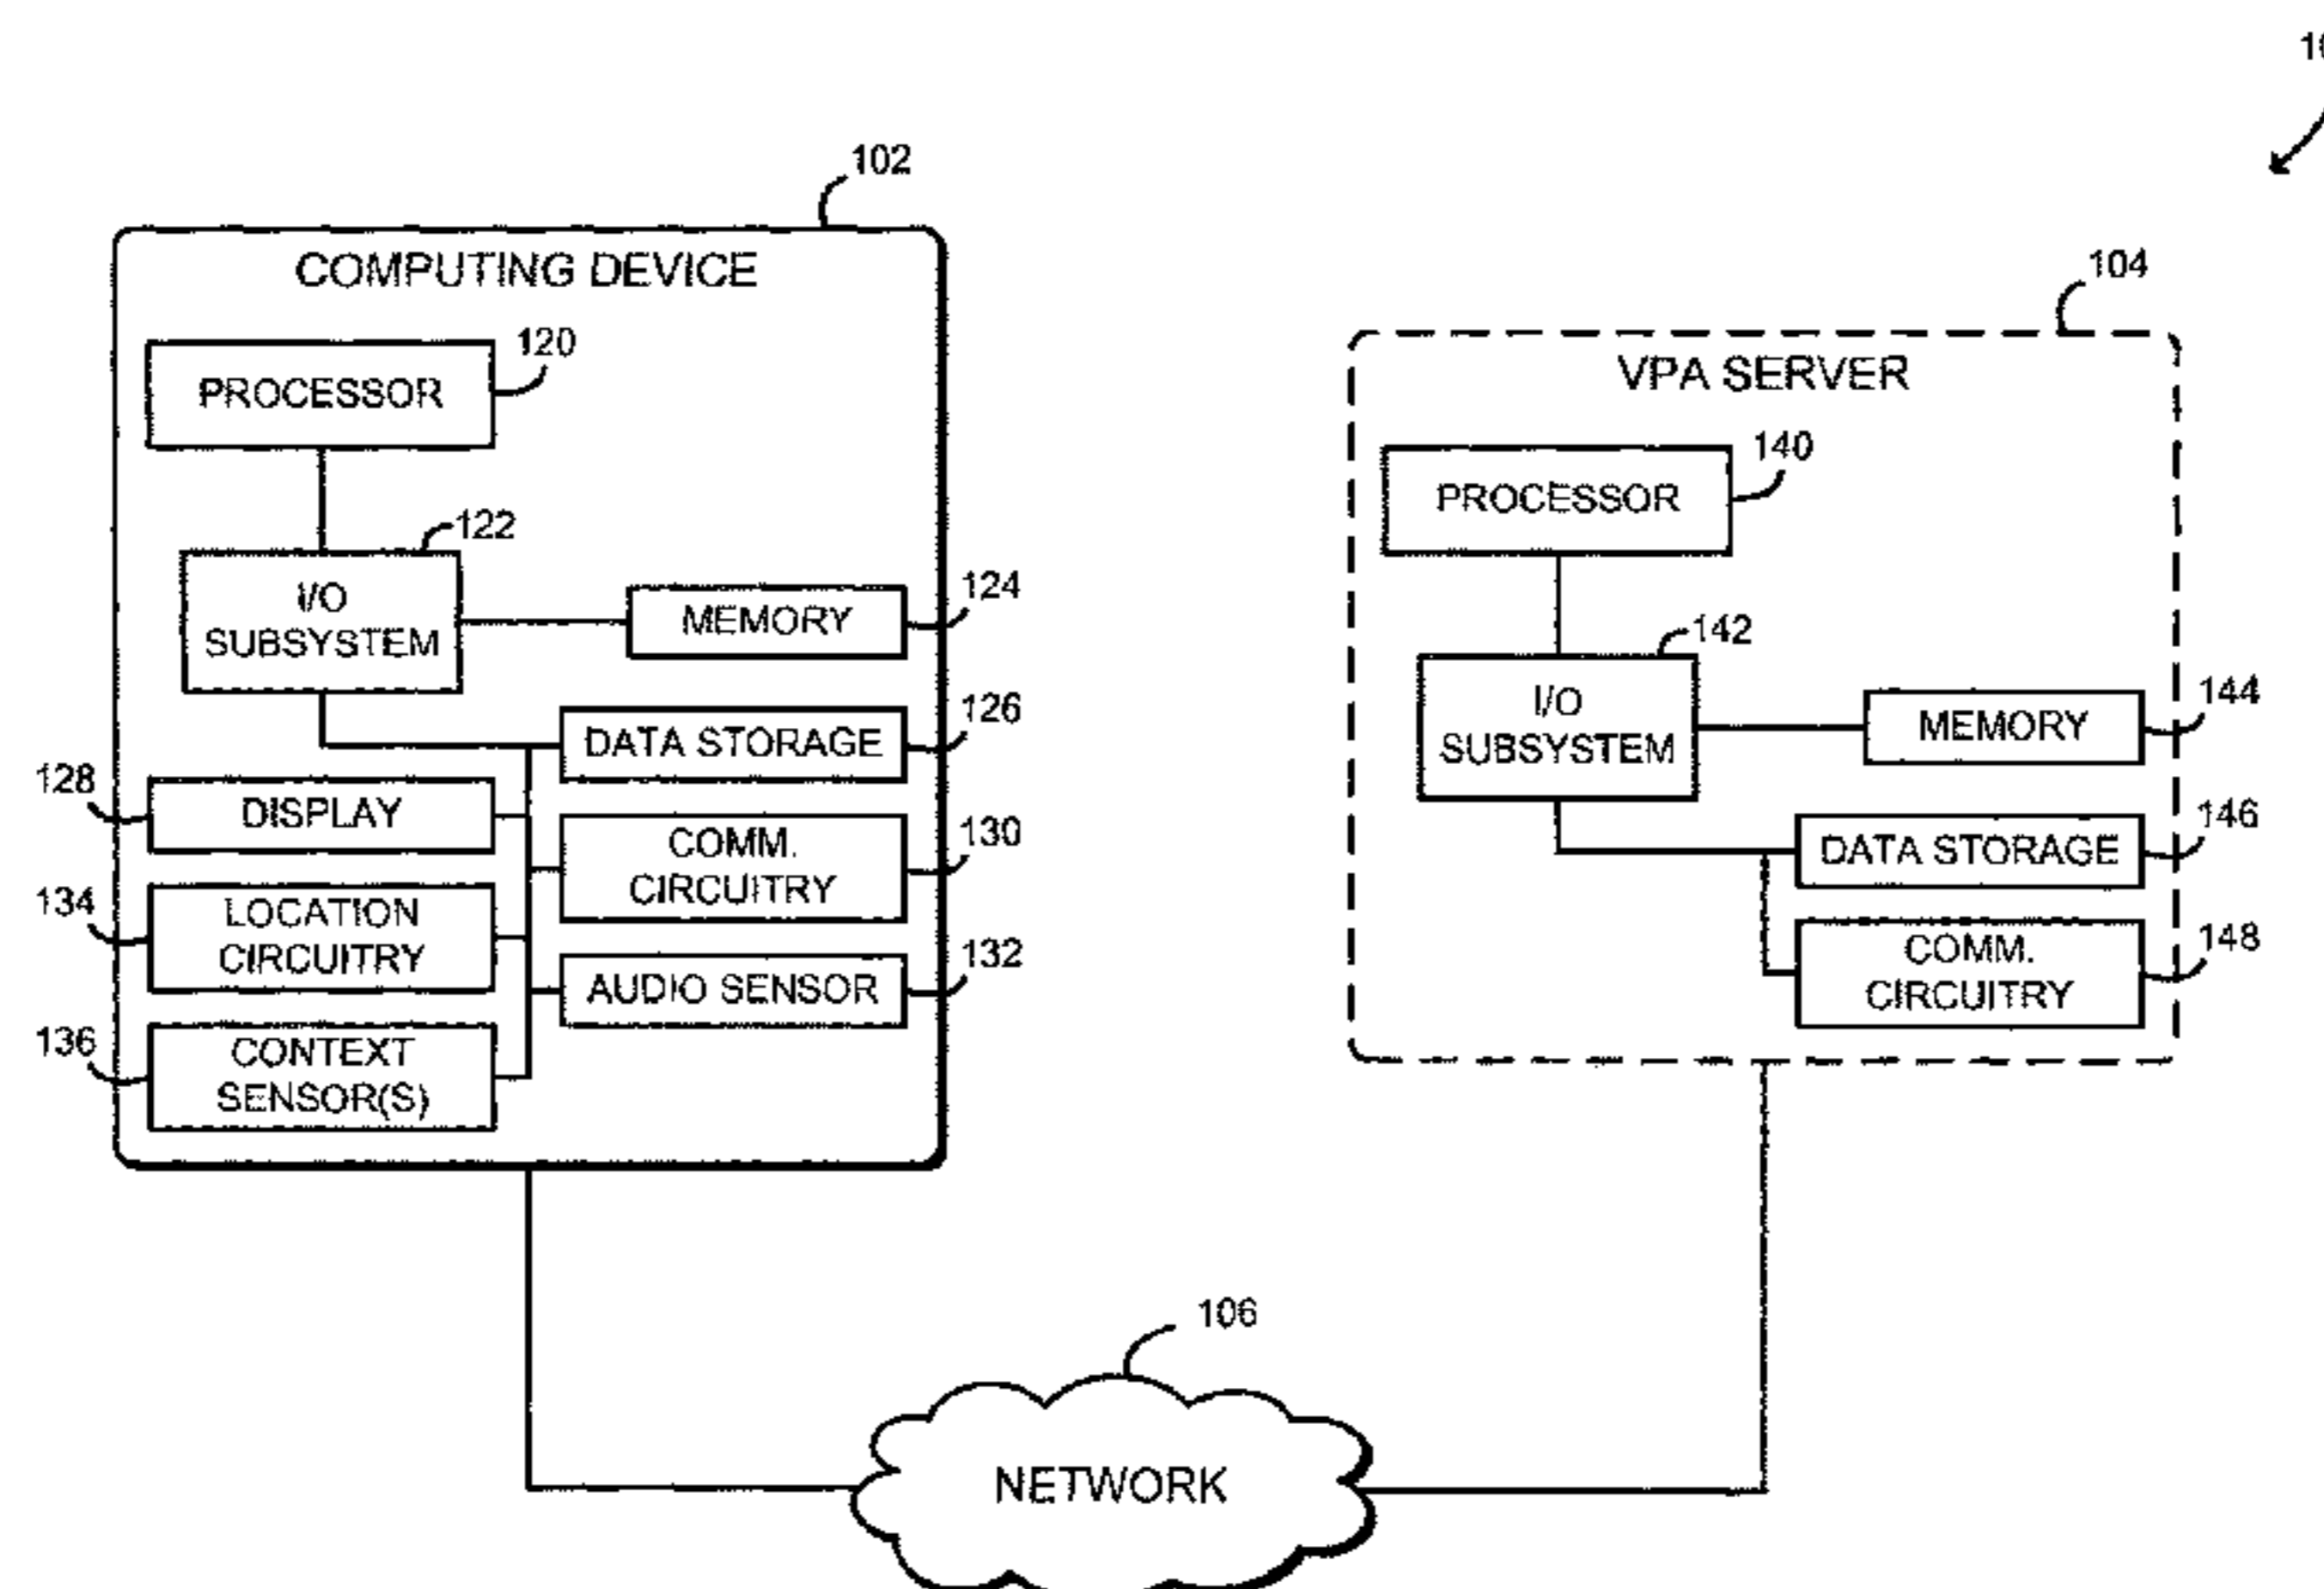 102
COMPUTING DEVICE
120
PROCESSOR
122
I/O
SUBSYSTEM
124
MEMORY
126
DATA STORAGE
128
DISPLAY
130
COMM.
CIRCUITRY
134
LOCATION
CIRCUITRY
132
AUDIO SENSOR
136
CONTEXT
SENSOR(S)
104
VPA SERVER
140
PROCESSOR
142
I/O
SUBSYSTEM
144
MEMORY
146
DATA STORAGE
148
COMM.
CIRCUITRY
106
NETWORK